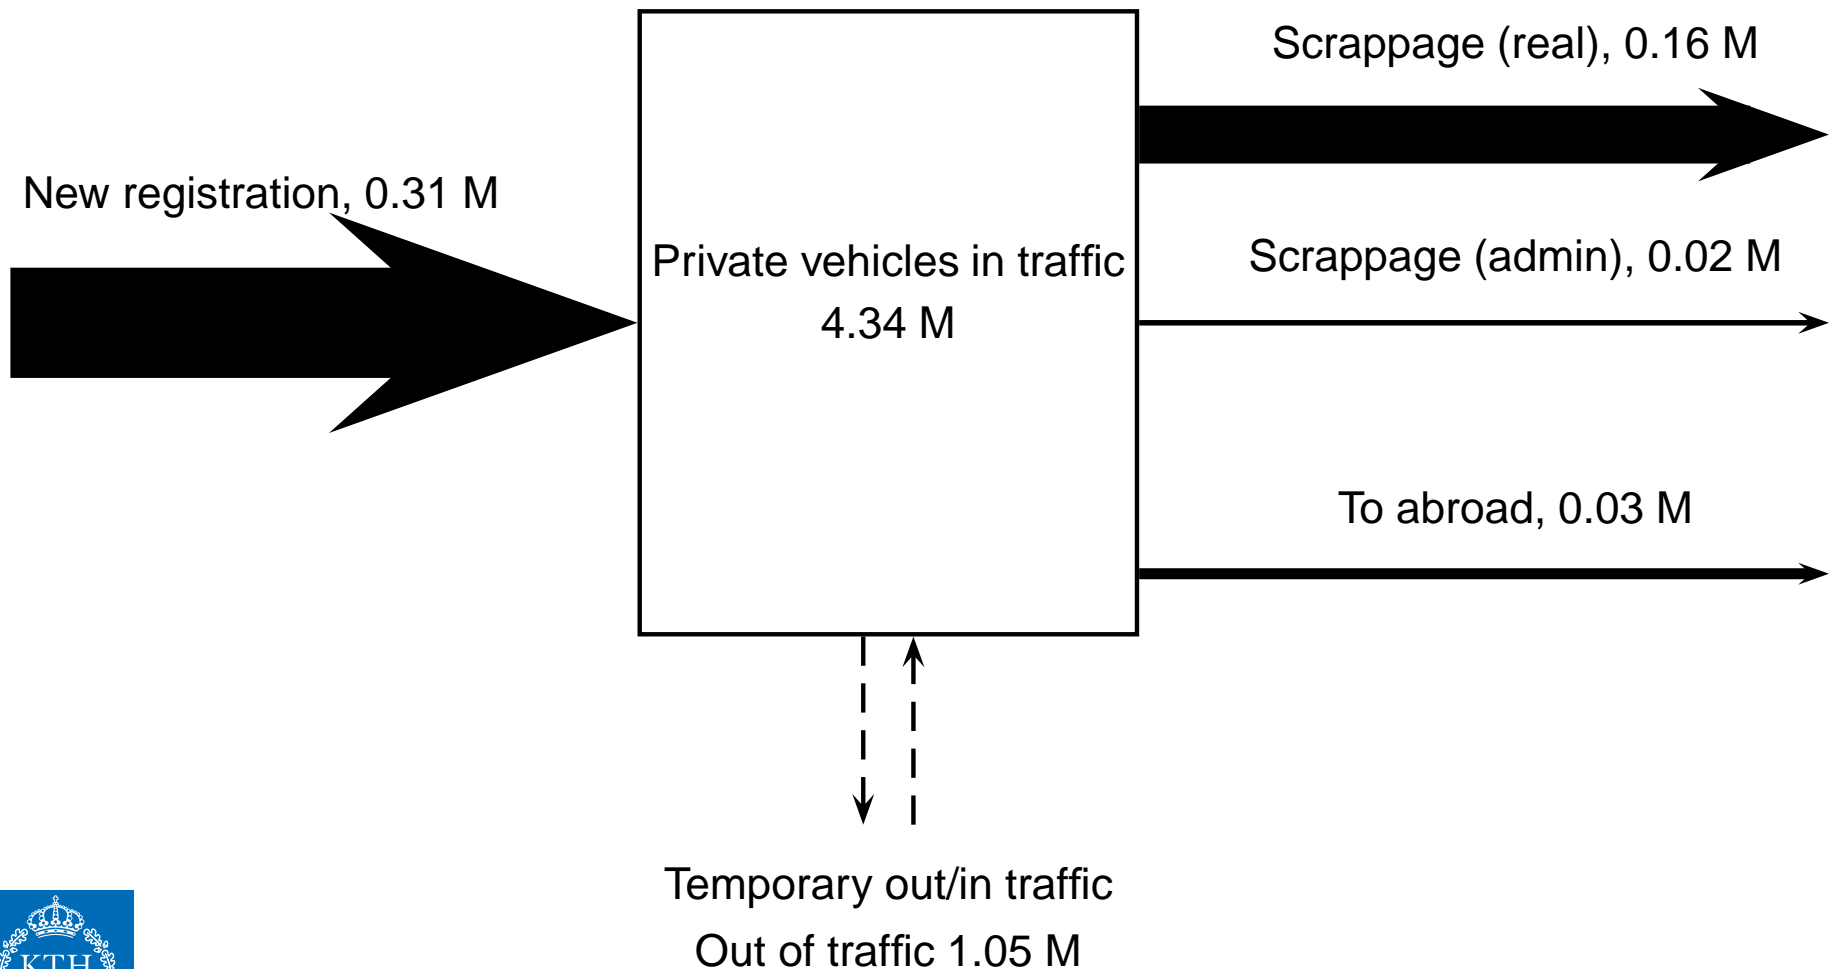 Scrappage (real), 0.16 M
New registration, 0.31 M
Private vehicles in traffic
4.34 M
Scrappage (admin), 0.02 M
To abroad, 0.03 M
Temporary out/in traffic
Out of traffic 1.05 M
KTH